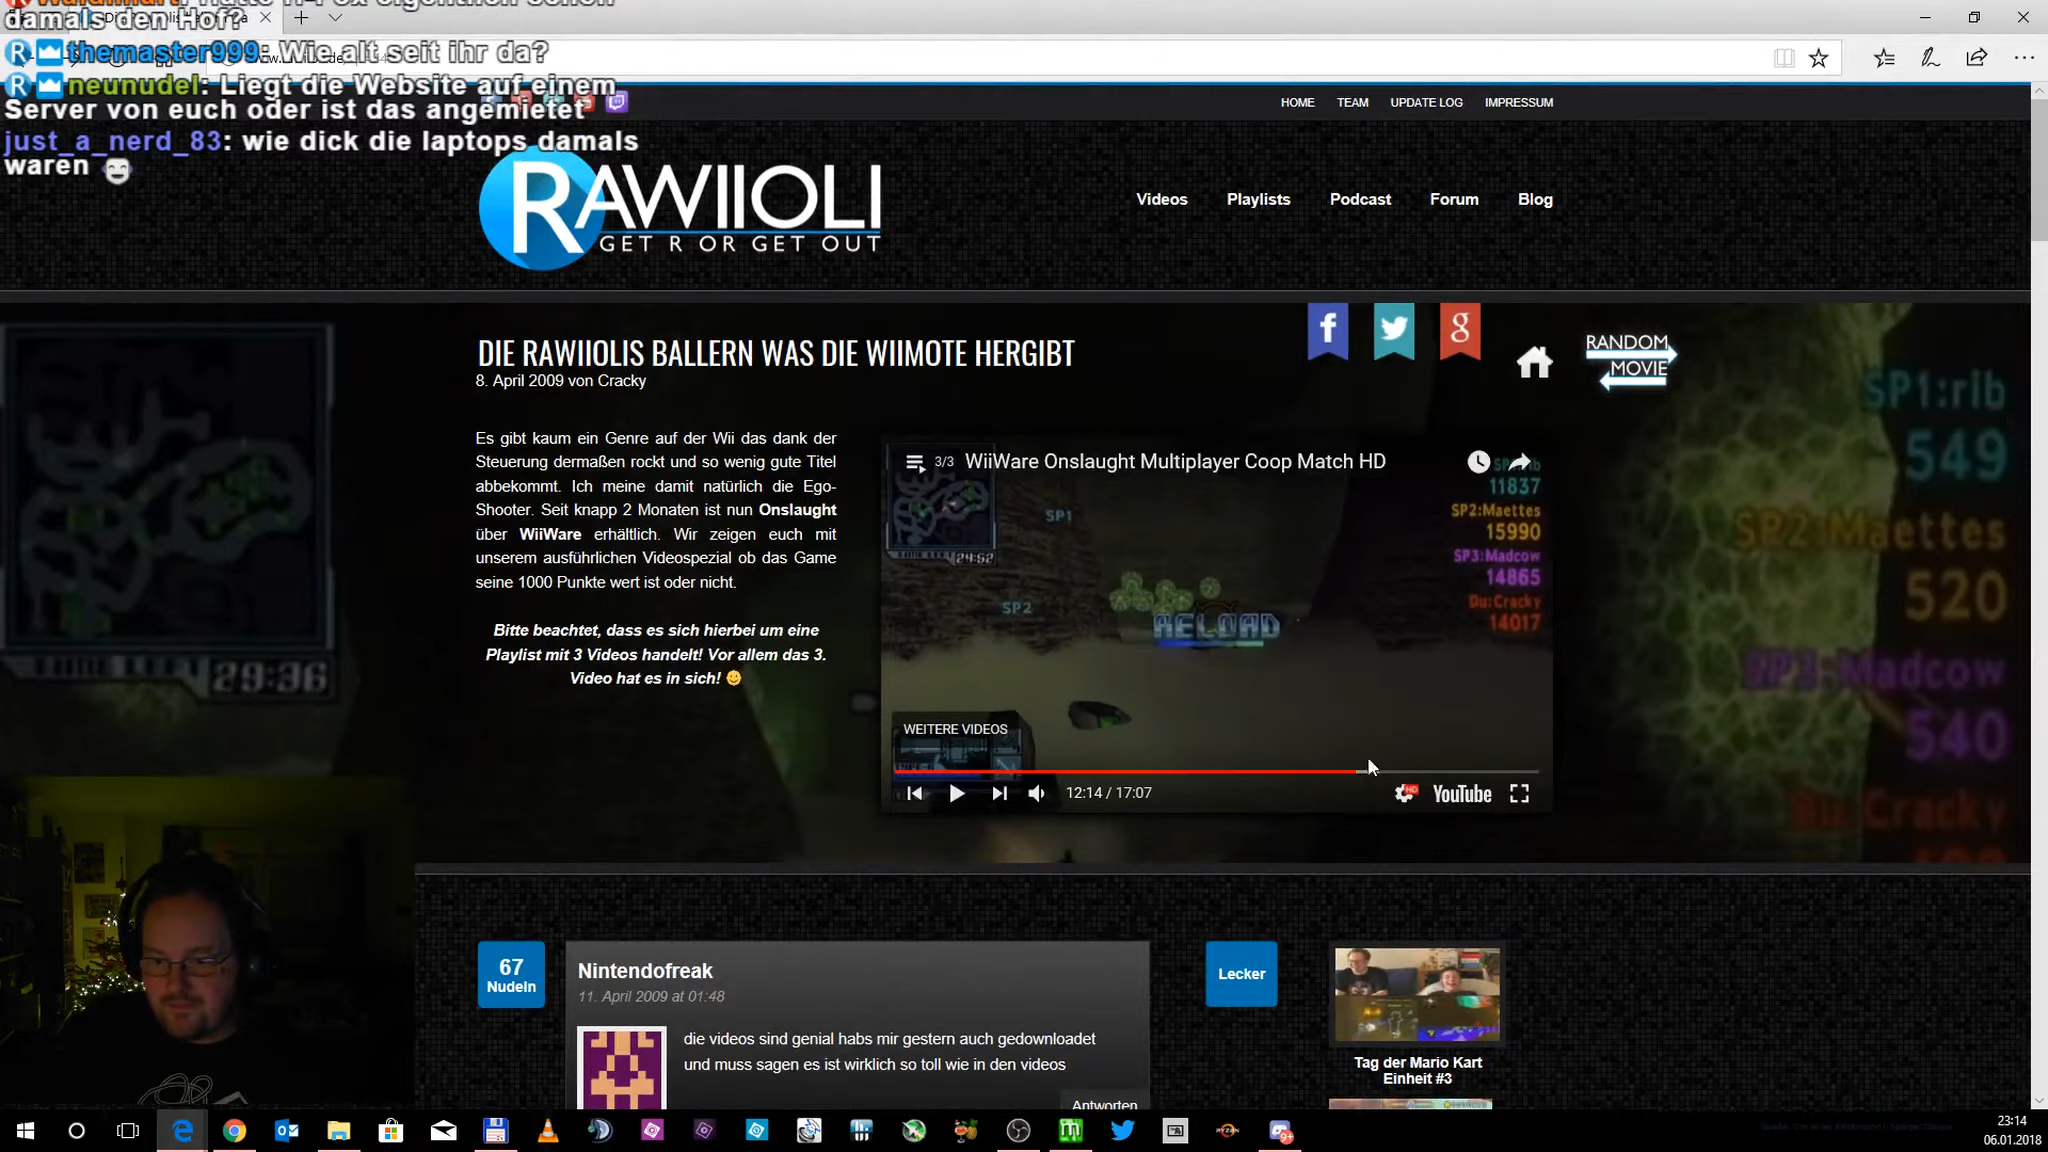 damals den Hof?
themaster999: Wie alt seit ihr da?
neunudel: Liegt die Website auf einem
Server von euch oder ist das angemietet
just_a_nerd_83: wie dick die laptops damals
waren
HOME TEAM UPDATE LOG IMPRESSUM
RAWIIOLI
GET R OR GET OUT
Videos Playlists Podcast Forum Blog
DIE RAWIIOLIS BALLERN WAS DIE WIIMOTE HERGIBT
8. April 2009 von Cracky
RANDOM
MOVIE
Es gibt kaum ein Genre auf der Wii das dank der
Steuerung dermaßen rockt und so wenig gute Titel
abbekommt. Ich meine damit natürlich die Ego-
Shooter. Seit knapp 2 Monaten ist nun Onslaught
über WiiWare erhältlich. Wir zeigen euch mit
unserem ausführlichen Videospezial ob das Game
seine 1000 Punkte wert ist oder nicht.
Bitte beachtet, dass es sich hierbei um eine
Playlist mit 3 Videos handelt! Vor allem das 3.
Video hat es in sich!
3/3 WiiWare Onslaught Multiplayer Coop Match HD
11837
SP2:Maettes
15990
SP3:Madcow
14865
Du:Cracky
14017
SP1
24:52
SP2
RELOAD
WEITERE VIDEOS
12:14 / 17:07
HD
YouTube
SP1:rib
549
SP2:Maettes
520
SP3:Madcow
540
Du:Cracky
29:36
67
Nudeln
Nintendofreak
11. April 2009 at 01:48
die videos sind genial habs mir gestern auch gedownloadet
und muss sagen es ist wirklich so toll wie in den videos
Antworten
Lecker
Tag der Mario Kart
Einheit #3
23:14
06.01.2018